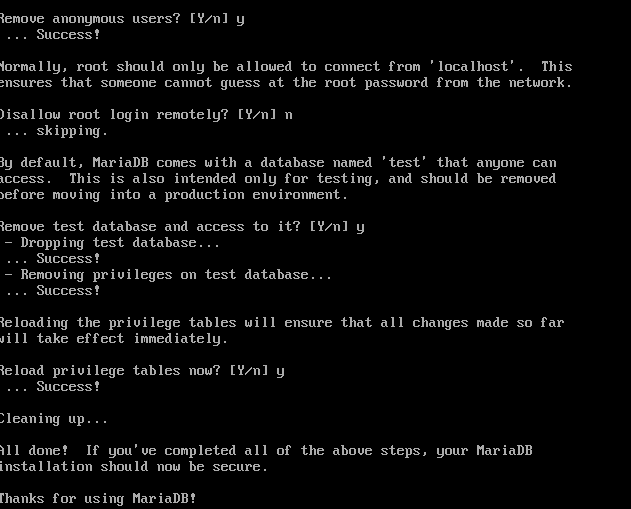 Remove anonymous users? [Y/n] y
... Success!
Normally, root should only be allowed to connect from 'localhost'.  This
ensures that someone cannot guess at the root password from the network.
Disallow root login remotely? [Y/n] n
... skipping.
By default, MariaDB comes with a database named 'test' that anyone can
access.  This is also intended only for testing, and should be removed
before moving into a production environment.
Remove test database and access to it? [Y/n] y
- Dropping test database...
... Success!
- Removing privileges on test database...
... Success!
Reloading the privilege tables will ensure that all changes made so far
will take effect immediately.
Reload privilege tables now? [Y/n] y
... Success!
Cleaning up...
All done!  If you've completed all of the above steps, your MariaDB
installation should now be secure.
Thanks for using MariaDB!